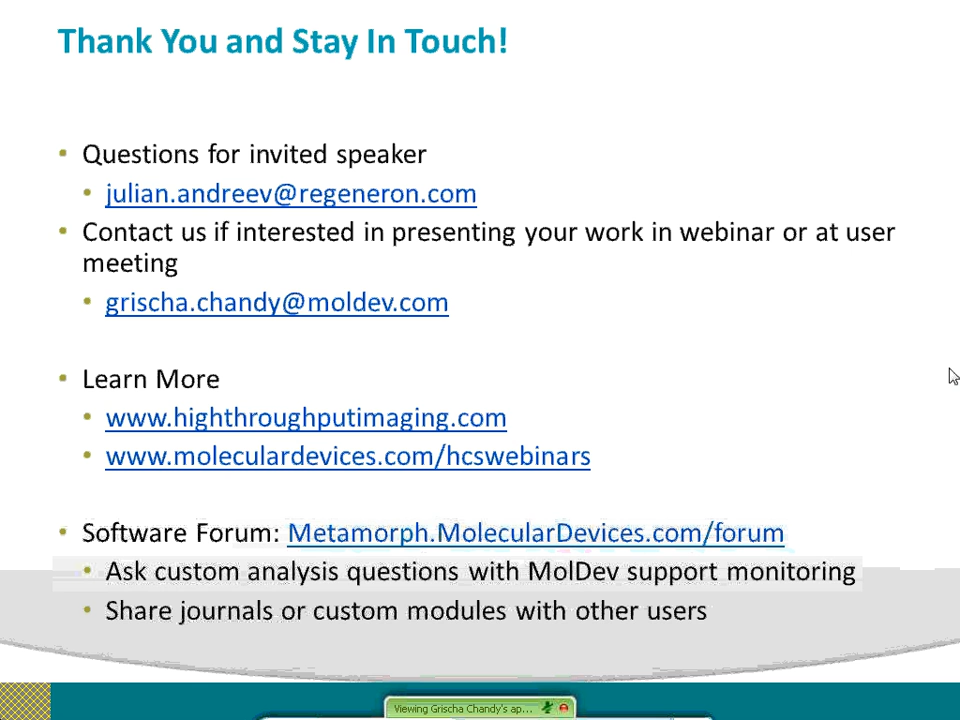 Thank You and Stay In Touch!
• Questions for invited speaker
• julian.andreev@regeneron.com
• Contact us if interested in presenting your work in webinar or at user
meeting
• grischa.chandy@moldev.com
• Learn More
• www.highthroughputimaging.com
• www.moleculardevices.com/hcswebinars
• Software Forum: Metamorph.MolecularDevices.com/forum
• Ask custom analysis questions with MolDev support monitoring
• Share journals or custom modules with other users
Viewing Grischa Chandy's ap...